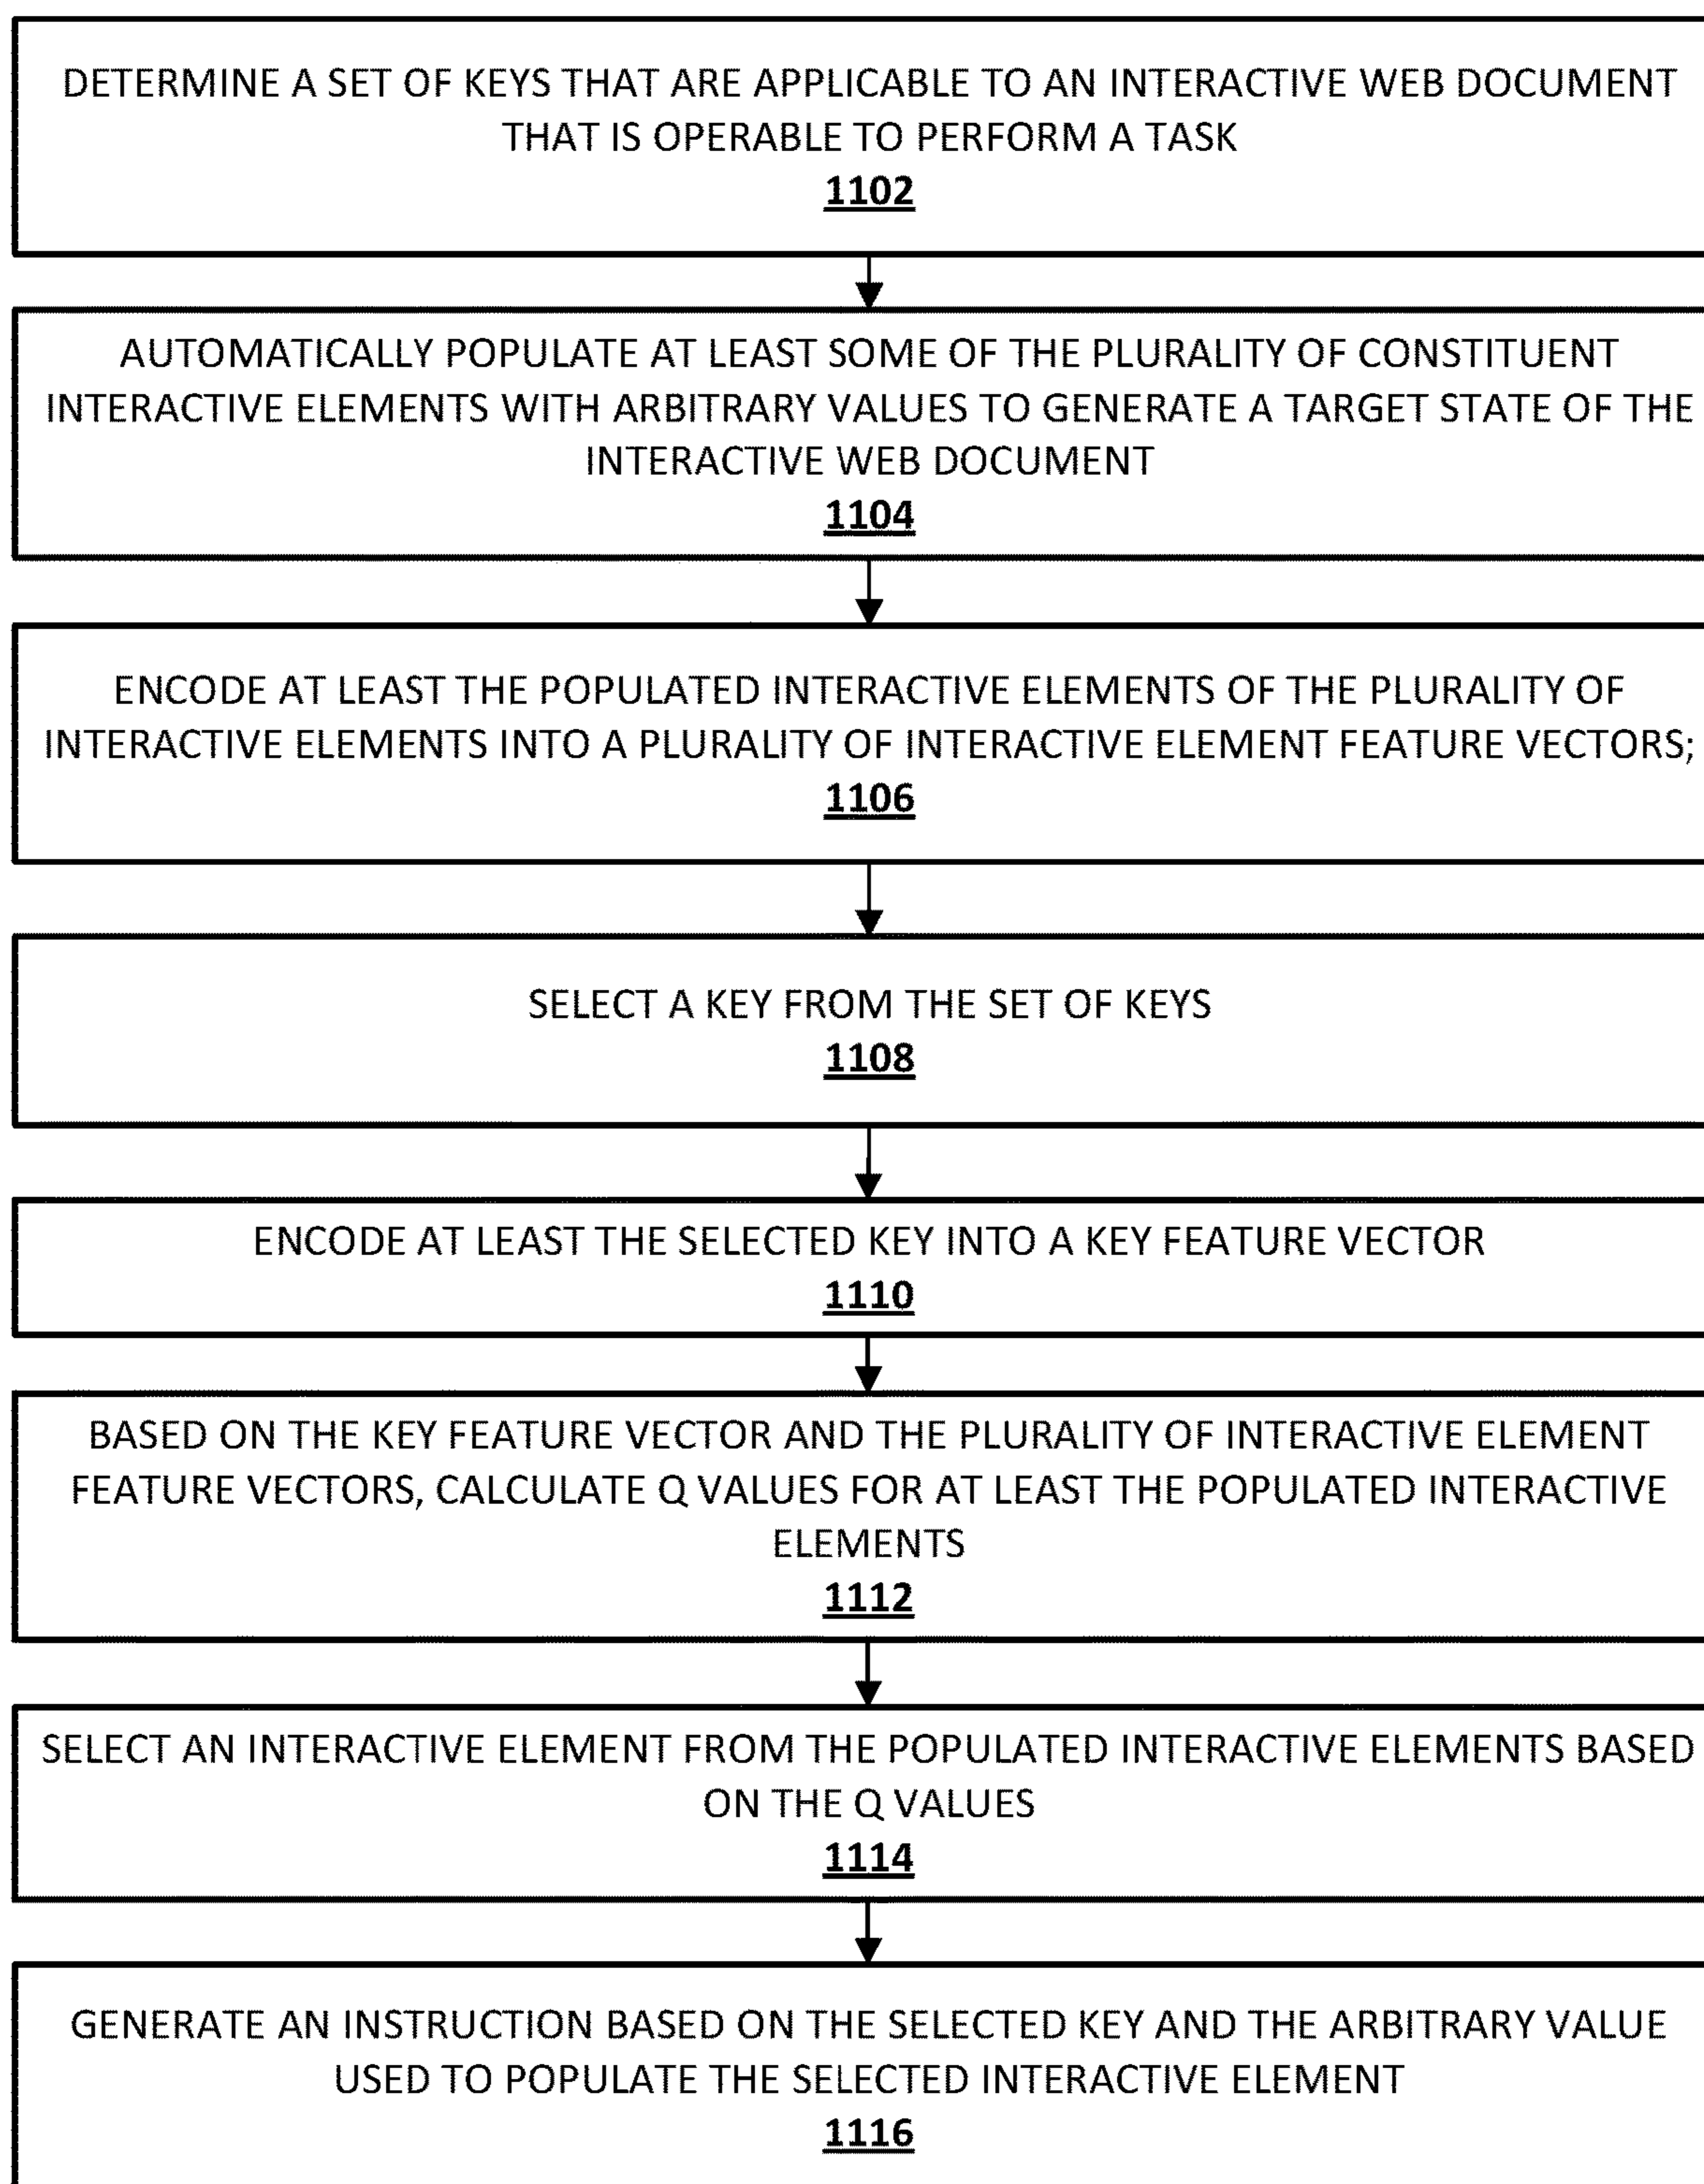 DETERMINE A SET OF KEYS THAT ARE APPLICABLE TO AN INTERACTIVE WEB DOCUMENT
THAT IS OPERABLE TO PERFORM A TASK
1102
AUTOMATICALLY POPULATE AT LEAST SOME OF THE PLURALITY OF CONSTITUENT
INTERACTIVE ELEMENTS WITH ARBITRARY VALUES TO GENERATE A TARGET STATE OF THE
INTERACTIVE WEB DOCUMENT
1104
ENCODE AT LEAST THE POPULATED INTERACTIVE ELEMENTS OF THE PLURALITY OF
INTERACTIVE ELEMENTS INTO A PLURALITY OF INTERACTIVE ELEMENT FEATURE VECTORS;
1106
SELECT A KEY FROM THE SET OF KEYS
1108
ENCODE AT LEAST THE SELECTED KEY INTO A KEY FEATURE VECTOR
1110
BASED ON THE KEY FEATURE VECTOR AND THE PLURALITY OF INTERACTIVE ELEMENT
FEATURE VECTORS, CALCULATE Q VALUES FOR AT LEAST THE POPULATED INTERACTIVE
ELEMENTS
1112
SELECT AN INTERACTIVE ELEMENT FROM THE POPULATED INTERACTIVE ELEMENTS BASED
ON THE Q VALUES
1114
GENERATE AN INSTRUCTION BASED ON THE SELECTED KEY AND THE ARBITRARY VALUE
USED TO POPULATE THE SELECTED INTERACTIVE ELEMENT
1116